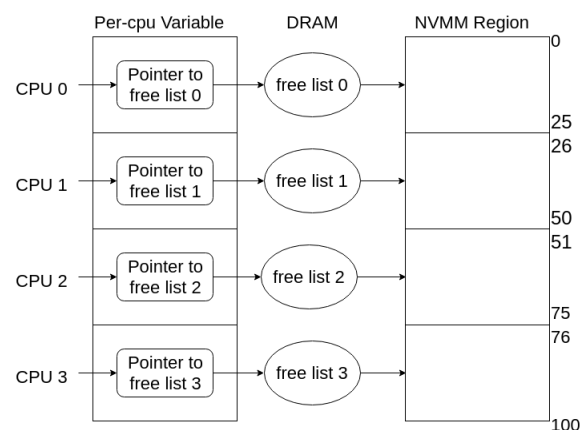 Per-cpu Variable DRAM NVMM Region
0
CPU 0 Pointer to free list 0 free list 0
25
26
CPU 1 Pointer to free list 1 free list 1
50
51
CPU 2 Pointer to free list 2 free list 2
75
76
CPU 3 Pointer to free list 3 free list 3
100